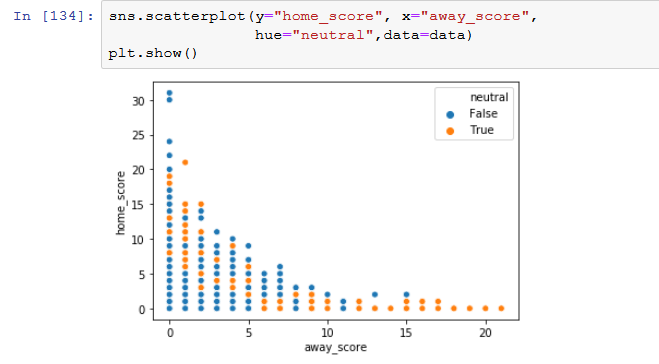 In [134]: sns.scatterplot(y="home_score", x="away_score",
hue="neutral",data=data)
plt.show()
neutral
False
True
30
25
20
15
10
5
0
home_score
0 5 10 15 20
away_score